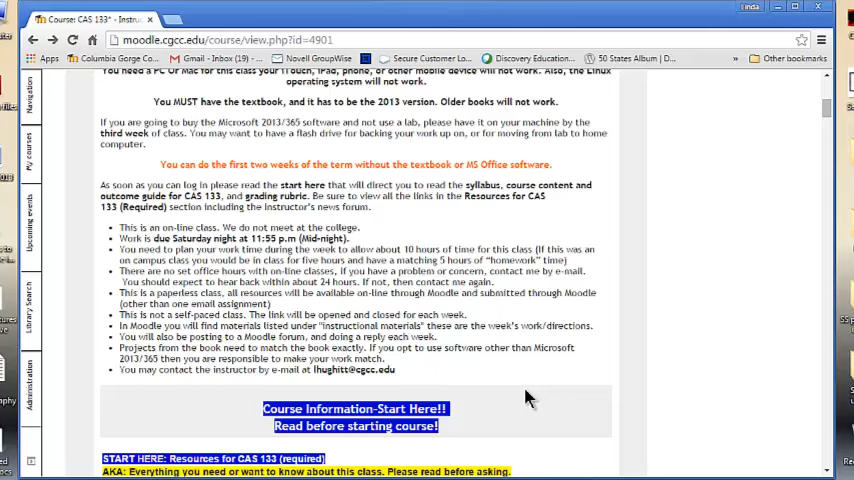 Linda
Course: CAS 133* - Instruc
moodle.cgcc.edu/course/view.php?id=4901
Apps
Columbia Gorge Co...
Gmail - Inbox (19) - ...
Novell GroupWise
Secure Customer Lo...
Discovery Education...
50 States Album | D...
Other bookmarks
You need a PC or Mac for this class your iTouch, iPad, phone, or other mobile device will not work. Also, the Linux
operating system will not work.
You MUST have the textbook, and it has to be the 2013 version. Older books will not work.
If you are going to buy the Microsoft 2013/365 software and not use a lab, please have it on your machine by the
third week of class. You may want to have a flash drive for backing your work up on, or for moving from lab to home
computer.
You can do the first two weeks of the term without the textbook or MS Office software.
As soon as you can log in please read the start here that will direct you to read the syllabus, course content and
outcome guide for CAS 133, and grading rubric. Be sure to view all the links in the Resources for CAS
133 (Required) section including the Instructor's news forum.
• This is an on-line class. We do not meet at the college.
• Work is due Saturday night at 11:55 p.m (Mid-night).
• You need to plan your work time during the week to allow about 10 hours of time for this class (If this was an
on campus class you would be in class for five hours and have a matching 5 hours of "homework" time)
• There are no set office hours with on-line classes, if you have a problem or concern, contact me by e-mail.
You should expect to hear back within about 24 hours. If not, then contact me again.
• This is a paperless class, all resources will be available on-line through Moodle and submitted through Moodle
(other than one email assignment)
• This is not a self-paced class. The link will be opened and closed for each week.
• In Moodle you will find materials listed under "instructional materials" these are the week's work/directions.
• You will also be posting to a Moodle forum, and doing a reply each week.
• Projects from the book need to match the book exactly. If you opt to use software other than Microsoft
2013/365 then you are responsible to make your work match.
• You may contact the instructor by e-mail at lhughitt@cgcc.edu
Course Information-Start Here!!
Read before starting course!
START HERE: Resources for CAS 133 (required)
AKA: Everything you need or want to know about this class. Please read before asking.
Navigation
My courses
Upcoming events
Library Search
Administration
files
2013